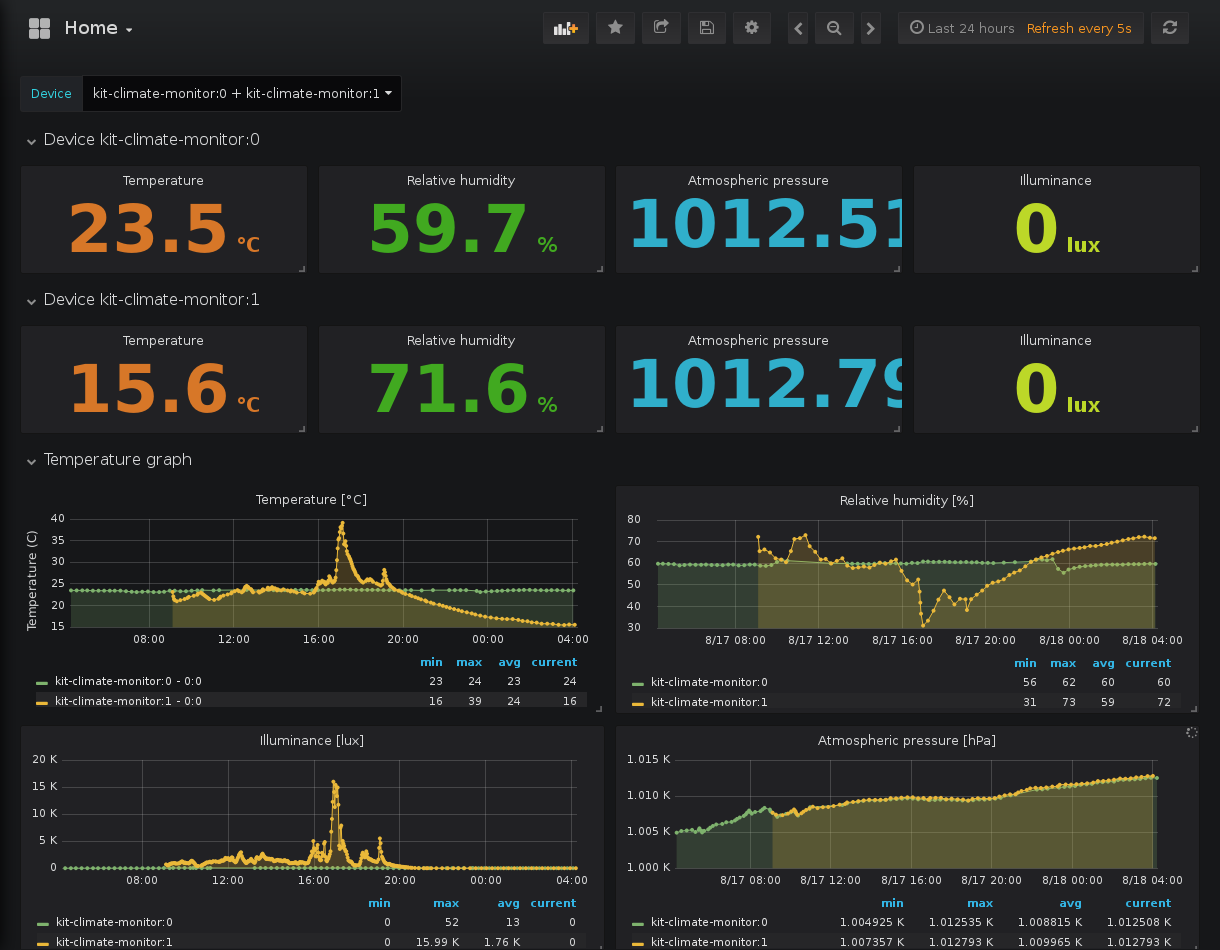 Home
Last 24 hours Refresh every 5s
Device kit-climate-monitor:0 + kit-climate-monitor:1
Device kit-climate-monitor:0
Temperature Relative humidity Atmospheric pressure Illuminance
23.5 °C 59.7 % 1012.51 0 lux
Device kit-climate-monitor:1
Temperature Relative humidity Atmospheric pressure Illuminance
15.6 °C 71.6 % 1012.79 0 lux
Temperature graph
Temperature [°C]
Temperature (C)
40
35
30
25
20
15
08:00 12:00 16:00 20:00 00:00 04:00
min max avg current
kit-climate-monitor:0 - 0:0 23 24 23 24
kit-climate-monitor:1 - 0:0 16 39 24 16
Relative humidity [%]
80
70
60
50
40
30
8/17 08:00 8/17 12:00 8/17 16:00 8/17 20:00 8/18 00:00 8/18 04:00
min max avg current
kit-climate-monitor:0 56 62 60 60
kit-climate-monitor:1 31 73 59 72
Illuminance [lux]
20 K
15 K
10 K
5 K
0
08:00 12:00 16:00 20:00 00:00 04:00
min max avg current
kit-climate-monitor:0 0 52 13 0
kit-climate-monitor:1 0 15.99 K 1.76 K 0
Atmospheric pressure [hPa]
1.015 K
1.010 K
1.005 K
1.000 K
8/17 08:00 8/17 12:00 8/17 16:00 8/17 20:00 8/18 00:00 8/18 04:00
min max avg current
kit-climate-monitor:0 1.004925 K 1.012535 K 1.008815 K 1.012508 K
kit-climate-monitor:1 1.007357 K 1.012793 K 1.009965 K 1.012793 K